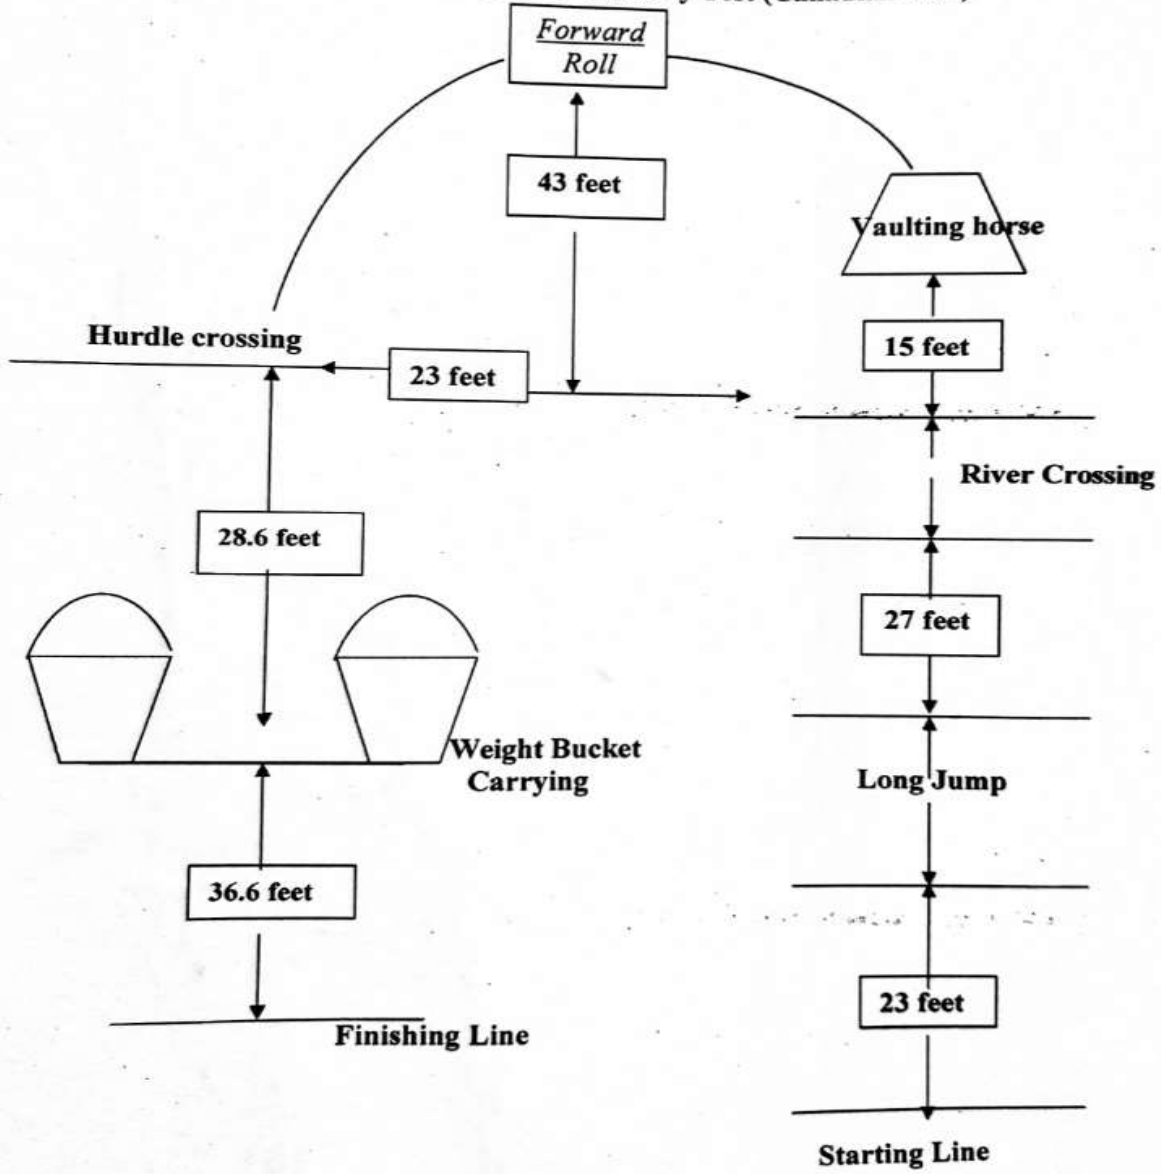 Forward
Roll
43 feet
Vaulting horse
Hurdle crossing
23 feet
15 feet
River Crossing
28.6 feet
27 feet
Weight Bucket
Carrying
Long Jump
36.6 feet
23 feet
Finishing Line
Starting Line